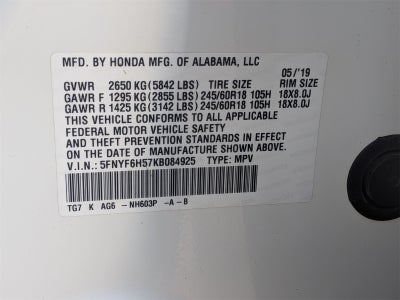 MFD. BY HONDA MFG. OF ALABAMA, LLC
05/'19
GVWR 2650 KG(5842 LBS) TIRE SIZE RIM SIZE
GAWR F 1295 KG(2855 LBS) 245/60R18 105H 18X8.0J
GAWR R 1425 KG(3142 LBS) 245/60R18 105H 18X8.0J
THIS VEHICLE CONFORMS TO ALL APPLICABLE
FEDERAL MOTOR VEHICLE SAFETY
AND THEFT PREVENTION STANDARDS IN EFFECT
ON THE DATE OF MANUFACTURE SHOWN ABOVE.
V.I.N.: 5FNYF6H57KB084925 TYPE: MPV
TG7 K AG6 -NH603P -A-B